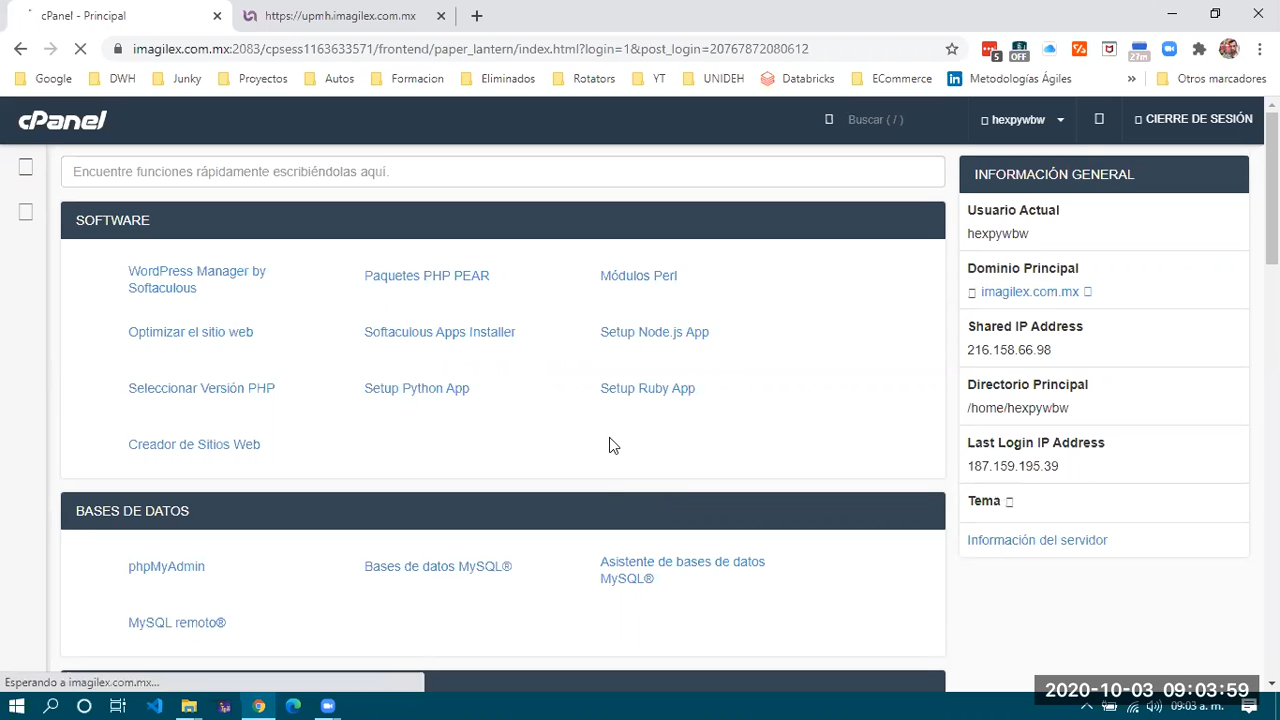 cPanel - Principal
https://upmh.imagilex.com.mx
imagilex.com.mx:2083/cpsess1163633571/frontend/paper_lantern/index.html?login=1&post_login=20767872080612
5
OFF
27m
Google
DWH
Junky
Proyectos
Autos
Formacion
Eliminados
Rotators
YT
UNIDEH
Databricks
ECommerce
Metodologías Ágiles
»
Otros marcadores
cPanel
Buscar ( / )
hexpywbw
CIERRE DE SESIÓN
Encuentre funciones rápidamente escribiéndolas aquí.
SOFTWARE
WordPress Manager by
Softaculous
Paquetes PHP PEAR
Módulos Perl
Optimizar el sitio web
Softaculous Apps Installer
Setup Node.js App
Seleccionar Versión PHP
Setup Python App
Setup Ruby App
Creador de Sitios Web
BASES DE DATOS
phpMyAdmin
Bases de datos MySQL®
Asistente de bases de datos
MySQL®
MySQL remoto®
INFORMACIÓN GENERAL
Usuario Actual
hexpywbw
Dominio Principal
imagilex.com.mx
Shared IP Address
216.158.66.98
Directorio Principal
/home/hexpywbw
Last Login IP Address
187.159.195.39
Tema
Información del servidor
Esperando a imagilex.com.mx...
2020-10-03 09:03:59
09:03 a. m.